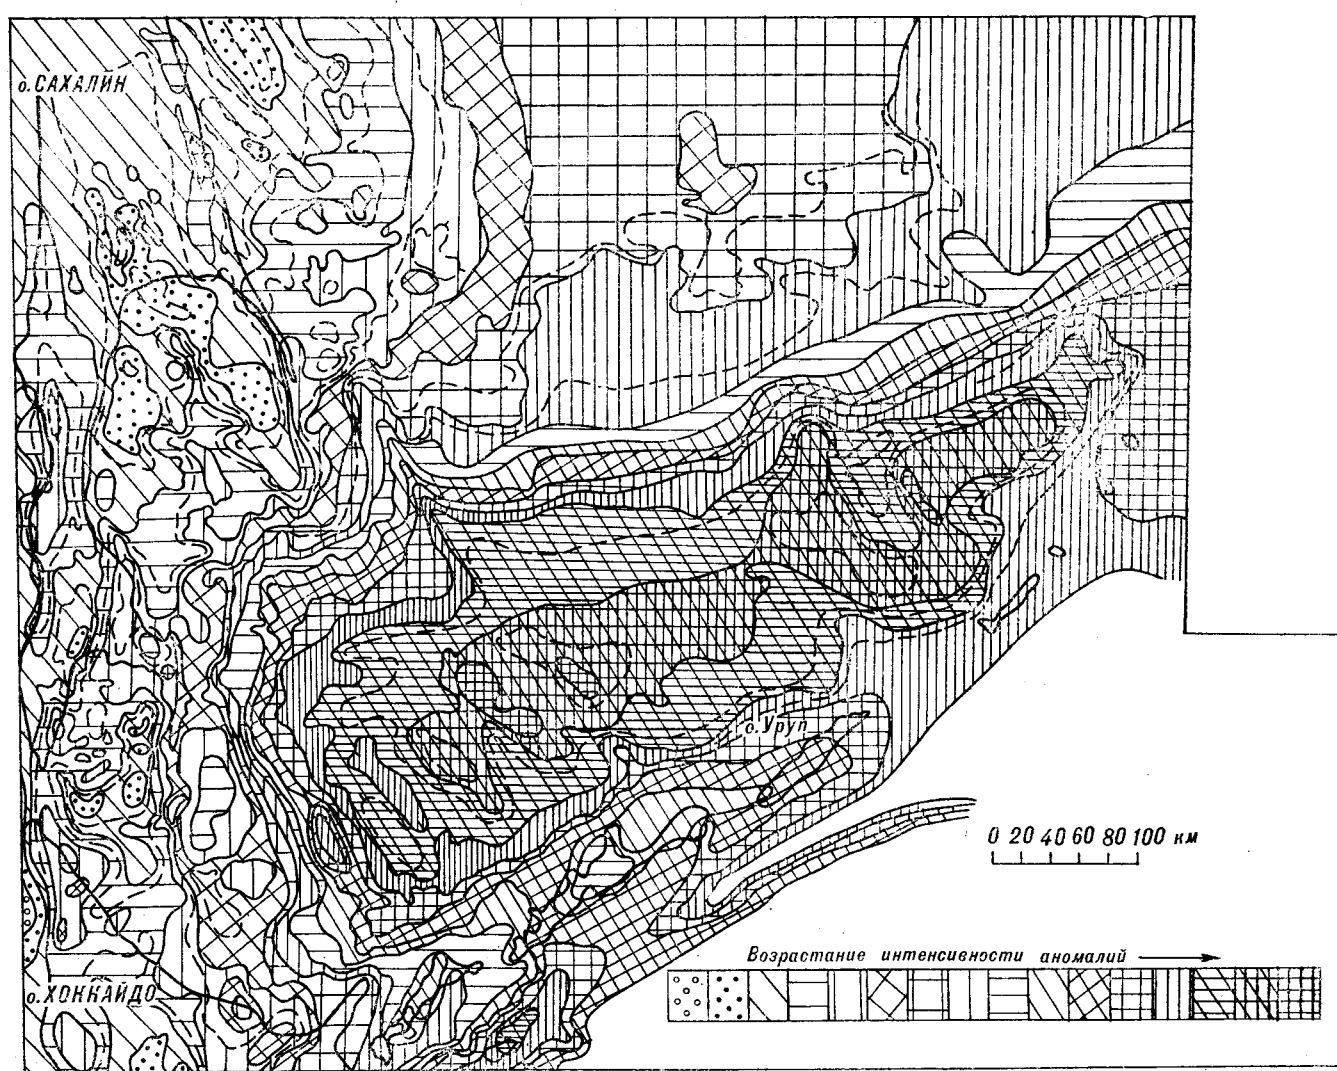 о. САХАЛИН
о. Уруп
0 20 40 60 80 100 км
Возрастание интенсивности аномалий
о. ХОККАЙДО